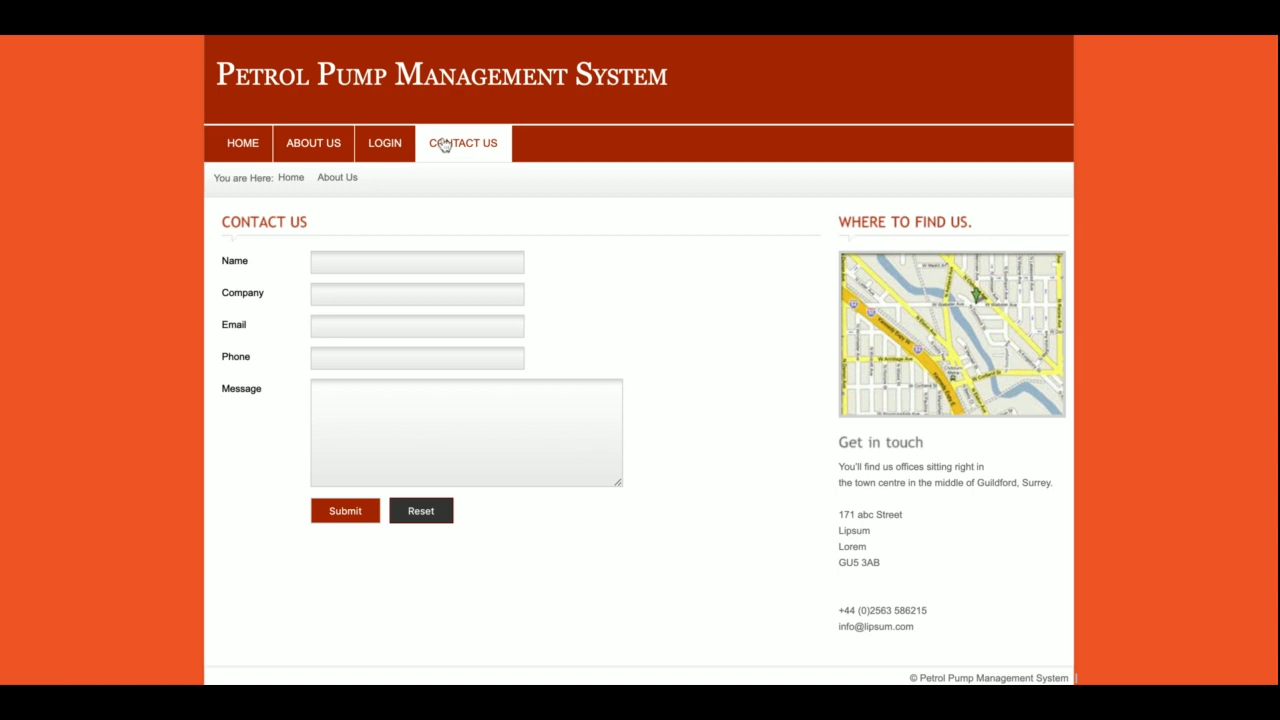 PETROL PUMP MANAGEMENT SYSTEM
HOME ABOUT US LOGIN CONTACT US
You are Here: Home About Us
CONTACT US
Name
Company
Email
Phone
Message
Submit Reset
WHERE TO FIND US.
Get in touch
You'll find us offices sitting right in
the town centre in the middle of Guildford, Surrey.
171 abc Street
Lipsum
Lorem
GU5 3AB
+44 (0)2563 586215
info@lipsum.com
© Petrol Pump Management System